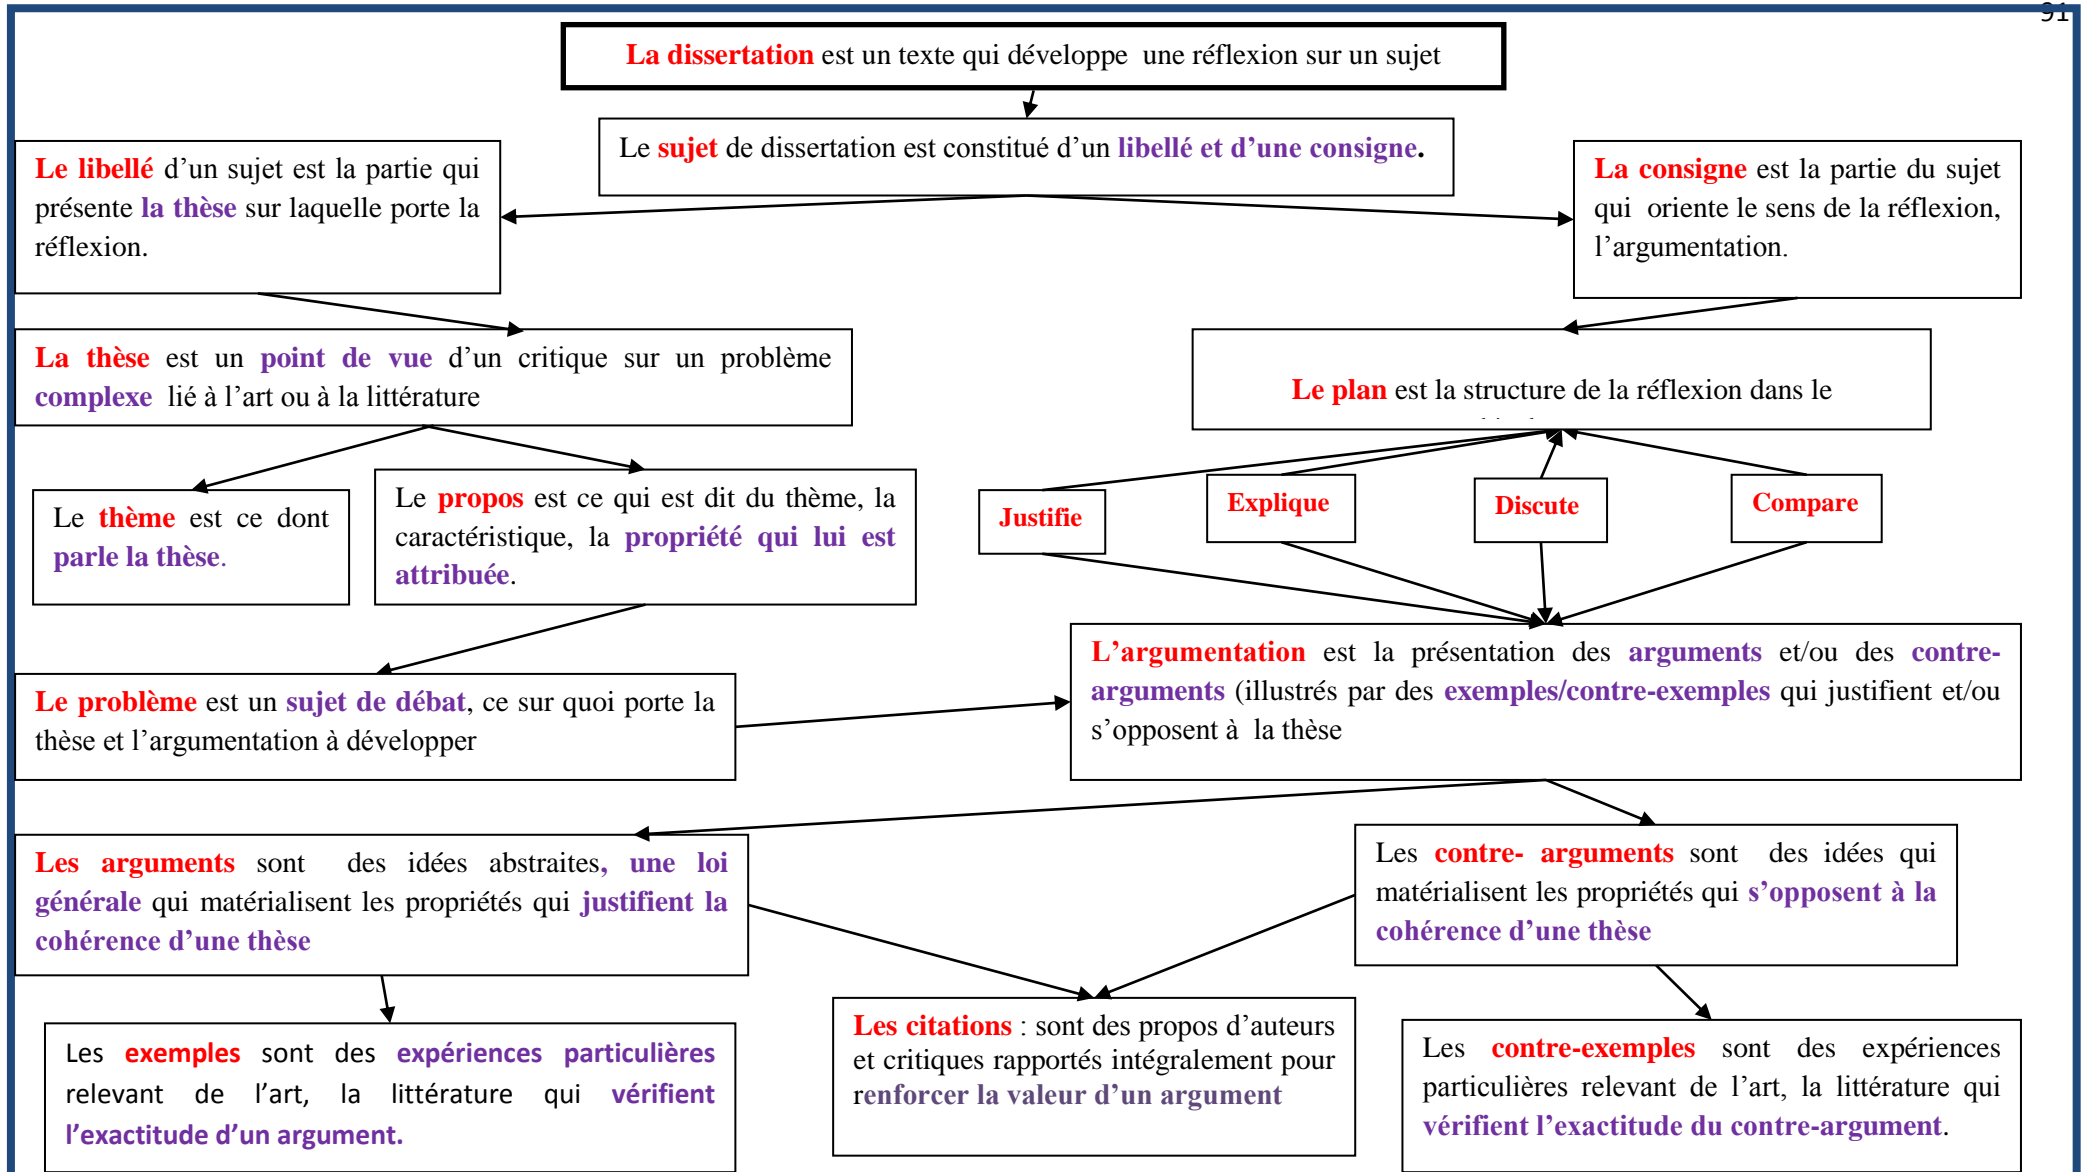 91
La dissertation est un texte qui développe une réflexion sur un sujet
Le sujet de dissertation est constitué d’un libellé et d’une consigne.
Le libellé d’un sujet est la partie qui
présente la thèse sur laquelle porte la
réflexion.
La consigne est la partie du sujet
qui oriente le sens de la réflexion,
l’argumentation.
La thèse est un point de vue d’un critique sur un problème
complexe lié à l’art ou à la littérature
Le plan est la structure de la réflexion dans le
Le thème est ce dont
parle la thèse.
Le propos est ce qui est dit du thème, la
caractéristique, la propriété qui lui est
attribuée.
Justifie
Explique
Discute
Compare
Le problème est un sujet de débat, ce sur quoi porte la
thèse et l’argumentation à développer
L’argumentation est la présentation des arguments et/ou des contre-
arguments (illustrés par des exemples/contre-exemples qui justifient et/ou
s’opposent à la thèse
Les arguments sont des idées abstraites, une loi
générale qui matérialisent les propriétés qui justifient la
cohérence d’une thèse
Les contre- arguments sont des idées qui
matérialisent les propriétés qui s’opposent à la
cohérence d’une thèse
Les exemples sont des expériences particulières
relevant de l’art, la littérature qui vérifient
l’exactitude d’un argument.
Les citations : sont des propos d’auteurs
et critiques rapportés intégralement pour
renforcer la valeur d’un argument
Les contre-exemples sont des expériences
particulières relevant de l’art, la littérature qui
vérifient l’exactitude du contre-argument.